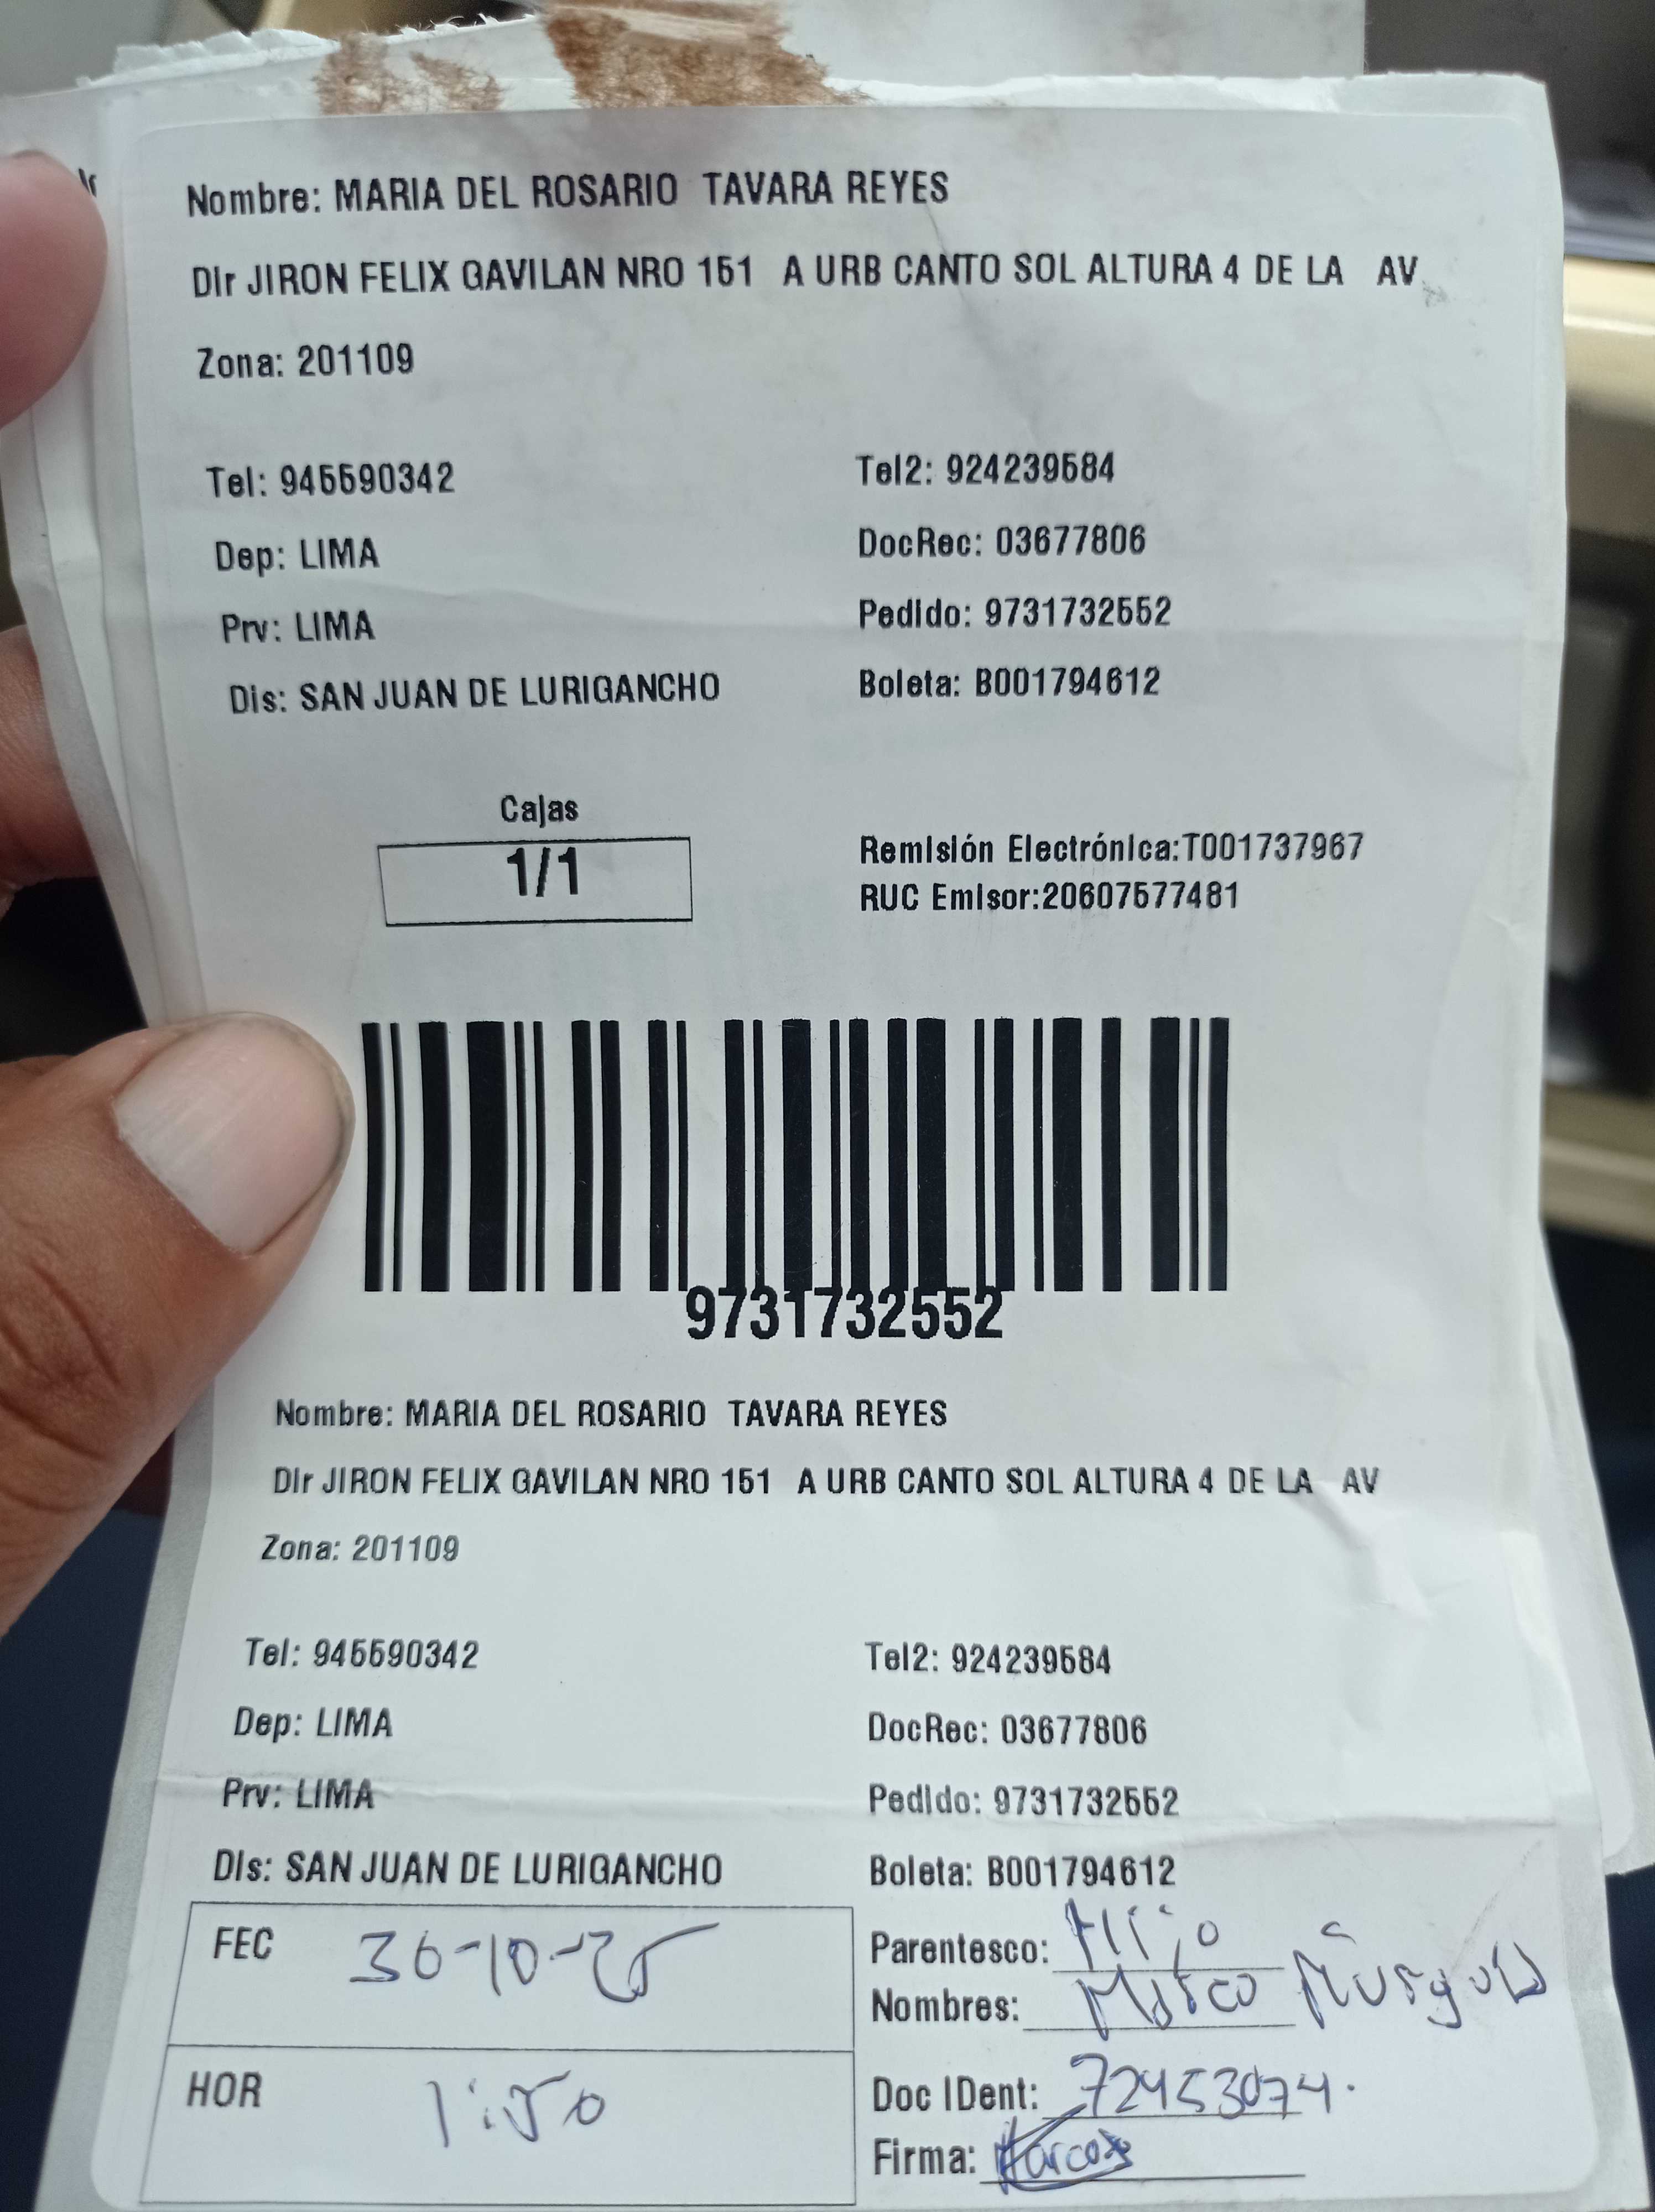 Nombre: MARIA DEL ROSARIO TAVARA REYES
Dir JIRON FELIX GAVILAN NRO 151 A URB CANTO SOL ALTURA 4 DE LA AV
Zona: 201109
Tel: 945590342 Tel2: 924239584
Dep: LIMA DocRec: 03677806
Prv: LIMA Pedido: 9731732552
Dis: SAN JUAN DE LURIGANCHO Boleta: B001794612
Cajas
1/1
Remisión Electrónica:T001737967
RUC Emisor:20607577481
9731732552
Nombre: MARIA DEL ROSARIO TAVARA REYES
Dir JIRON FELIX GAVILAN NRO 151 A URB CANTO SOL ALTURA 4 DE LA AV
Zona: 201109
Tel: 945590342 Tel2: 924239584
Dep: LIMA DocRec: 03677806
Prv: LIMA Pedido: 9731732552
Dis: SAN JUAN DE LURIGANCHO Boleta: B001794612
FEC 30-10-25
Parentesco: Hijo
Nombres:
HOR 1:50
Doc IDent: 72453074.
Firma: Marcos